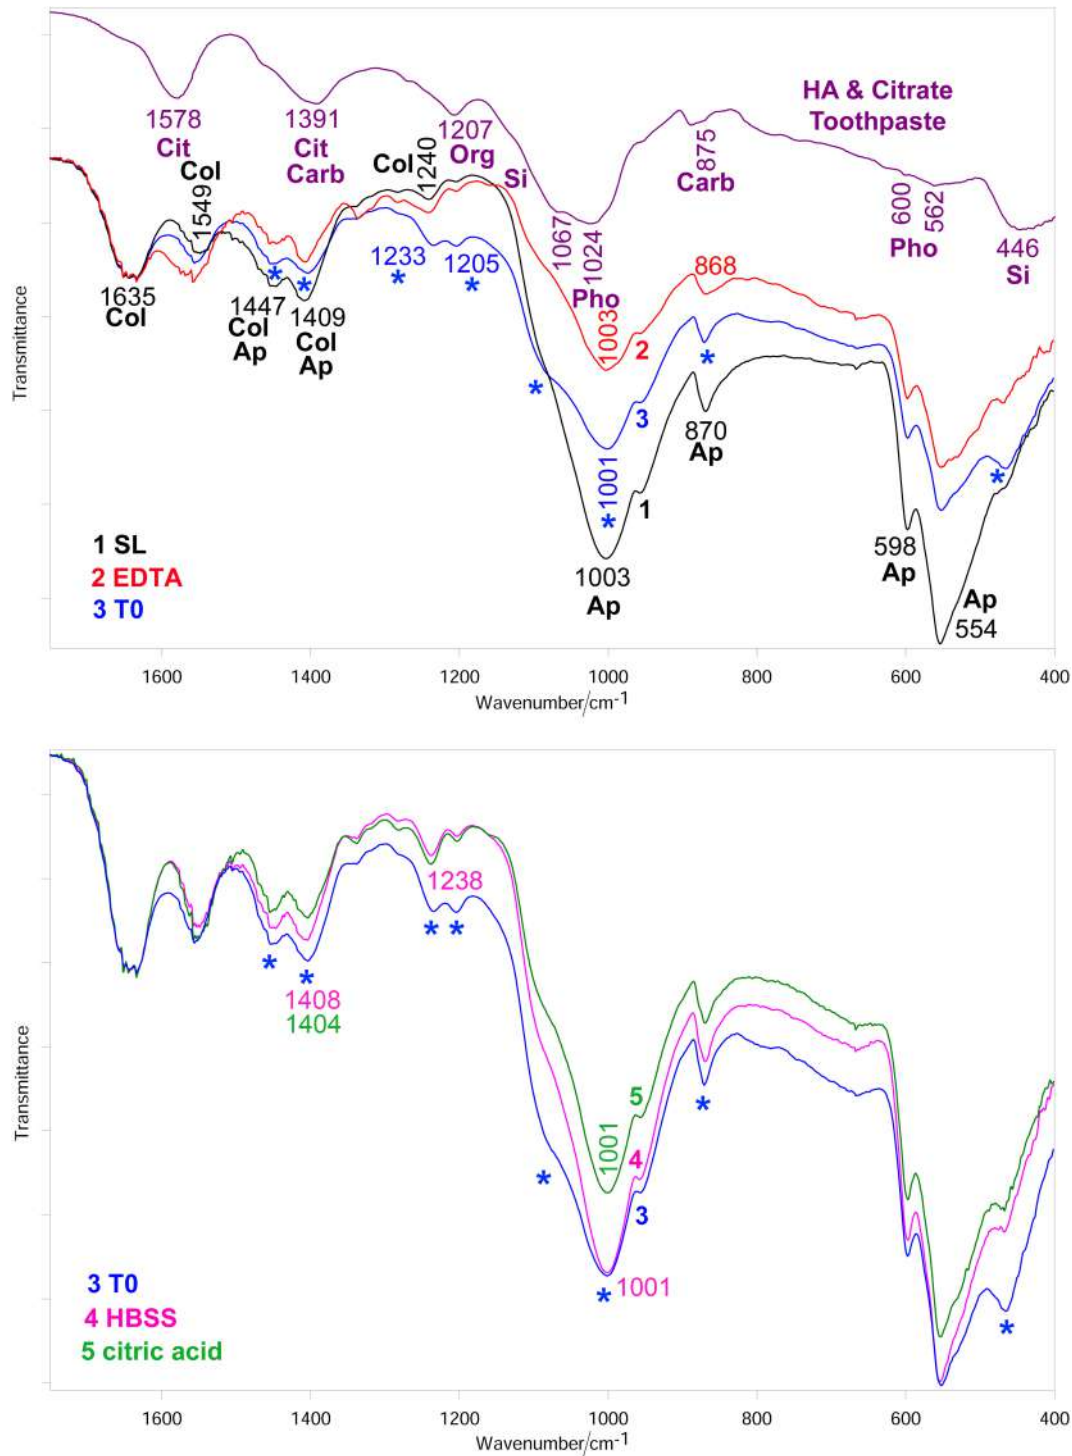 HA & Citrate
Toothpaste
1578
Cit
1391
Cit
Carb
1207
Org
Si
1067
1024
Pho
875
Carb
600
562
Pho
446
Si
Col
1549
Col
1240
1635
Col
1447
Col
Ap
*
1409
Col
Ap
*
1233
*
1205
*
*
1003
2
3
1
1001
*
868
*
870
Ap
1003
Ap
598
Ap
Ap
554
*
1 SL
2 EDTA
3 T0
Transmittance
1600
1400
1200
1000
800
600
400
Wavenumber/cm-1
*
*
1408
1404
1238
*
*
*
1001
5
4
3
*
1001
*
*
3 T0
4 HBSS
5 citric acid
Transmittance
1600
1400
1200
1000
800
600
400
Wavenumber/cm-1